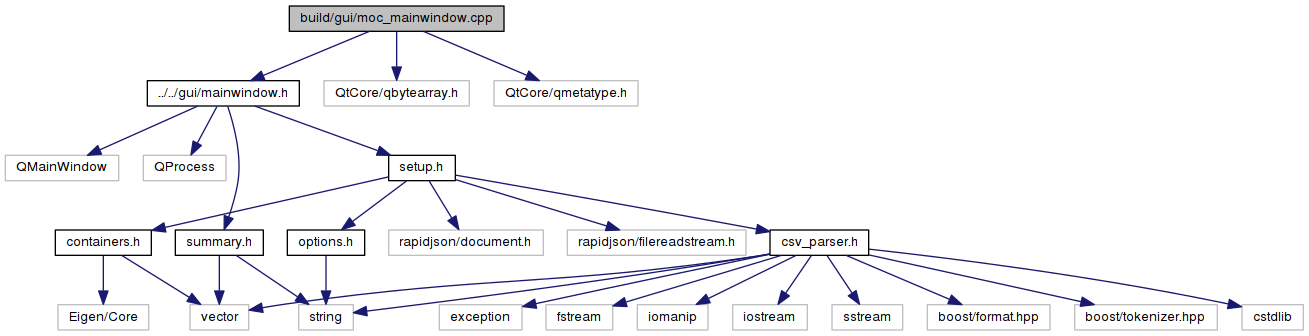 build/gui/moc_mainwindow.cpp
../../gui/mainwindow.h
QtCore/qbytearray.h
QtCore/qmetatype.h
QMainWindow
QProcess
setup.h
containers.h
summary.h
options.h
rapidjson/document.h
rapidjson/filereadstream.h
csv_parser.h
Eigen/Core
vector
string
exception
fstream
iomanip
iostream
sstream
boost/format.hpp
boost/tokenizer.hpp
cstdlib